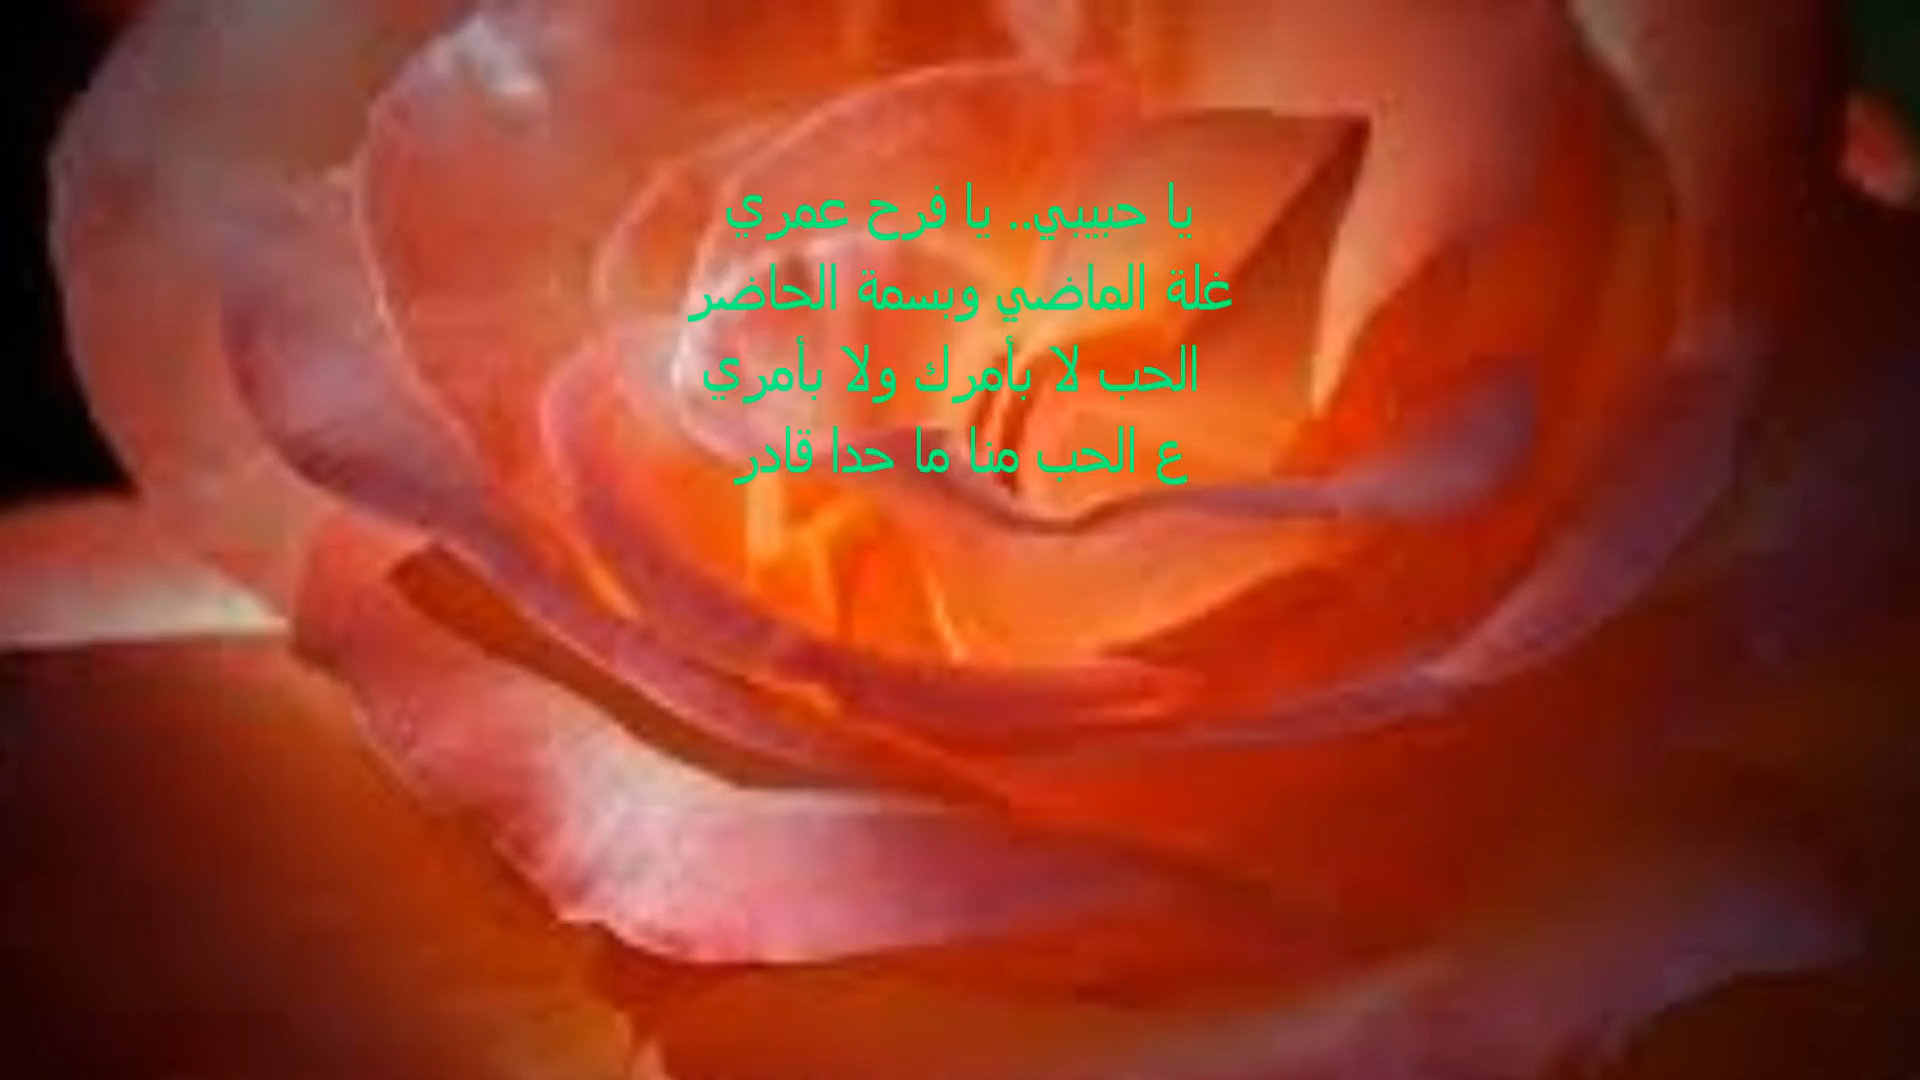 يا حبيبي.. يا فرح عمري
غلة الماضي وبسمة الحاضر
الحب لا بأمرك ولا بأمري
ع الحب منا ما حدا قادر